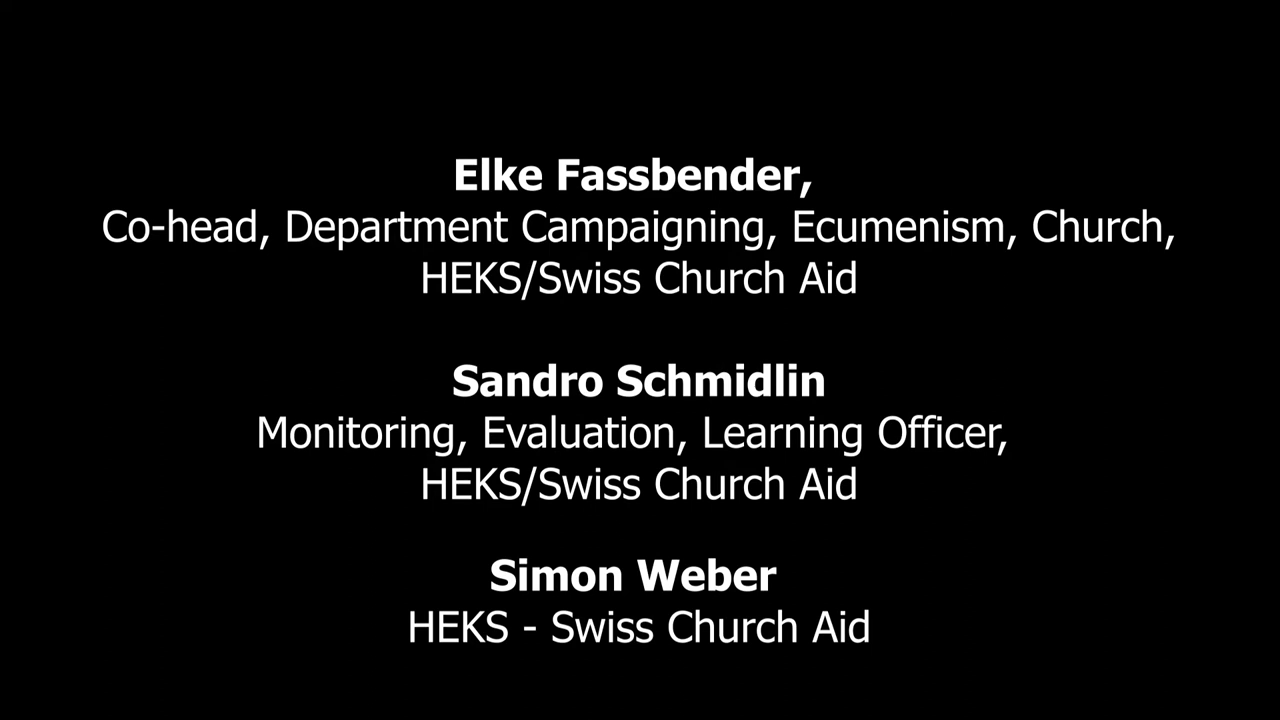 Elke Fassbender,
Co-head, Department Campaigning, Ecumenism, Church,
HEKS/Swiss Church Aid
Sandro Schmidlin
Monitoring, Evaluation, Learning Officer,
HEKS/Swiss Church Aid
Simon Weber
HEKS - Swiss Church Aid